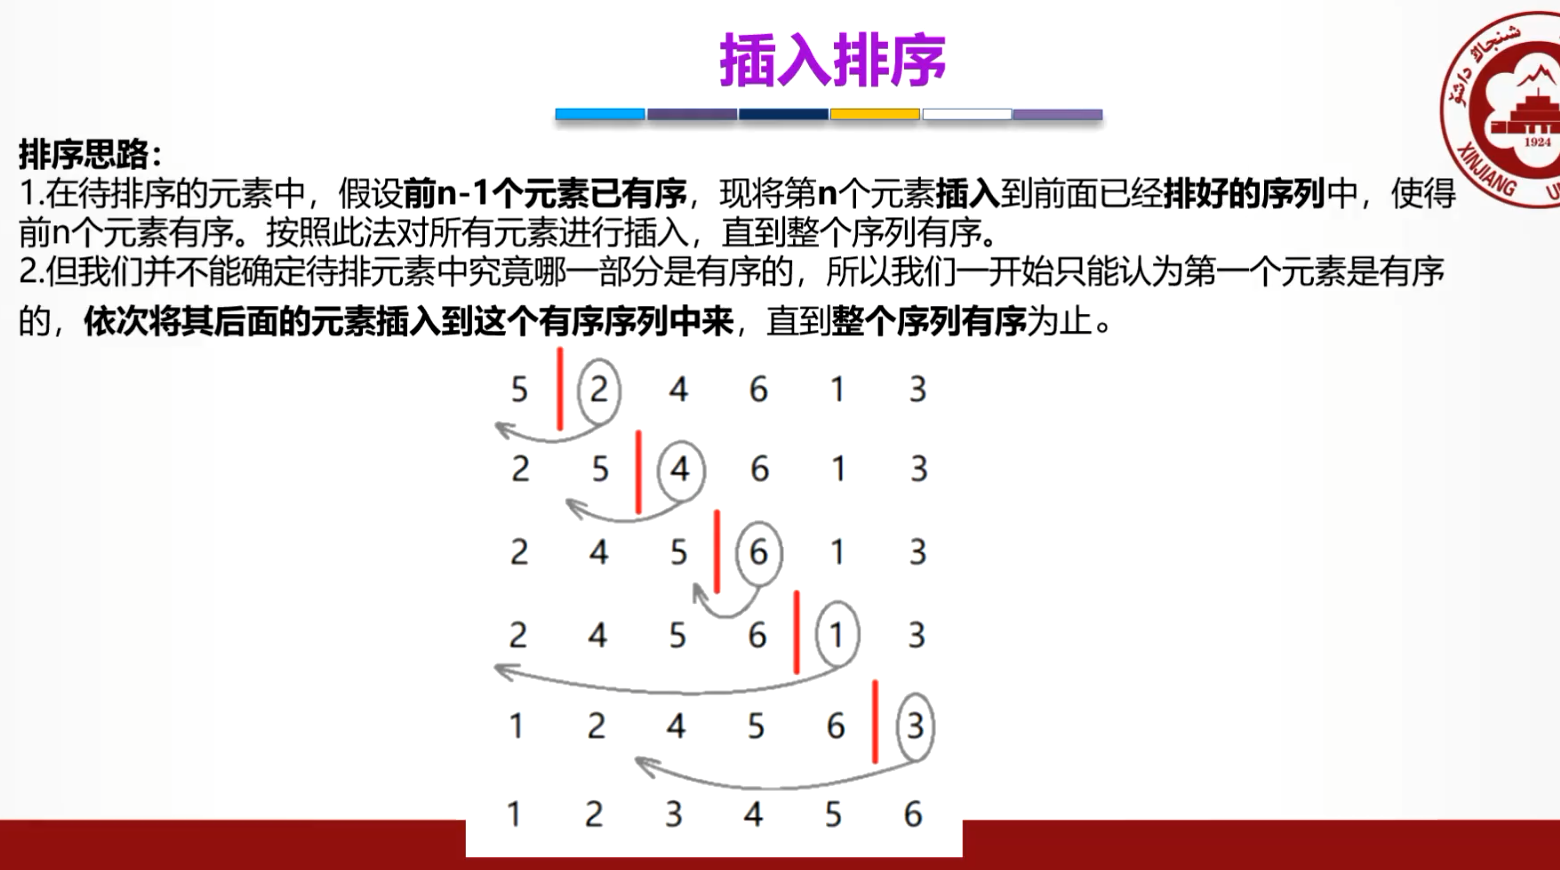 插入排序
شىنجاڭ داشۆ
1924
XINJIANG U
排序思路：
1.在待排序的元素中，假设前n-1个元素已有序，现将第n个元素插入到前面已经排好的序列中，使得
前n个元素有序。按照此法对所有元素进行插入，直到整个序列有序。
2.但我们并不能确定待排元素中究竟哪一部分是有序的，所以我们一开始只能认为第一个元素是有序
的，依次将其后面的元素插入到这个有序序列中来，直到整个序列有序为止。
5 2 4 6 1 3
2 5 4 6 1 3
2 4 5 6 1 3
2 4 5 6 1 3
1 2 4 5 6 3
1 2 3 4 5 6